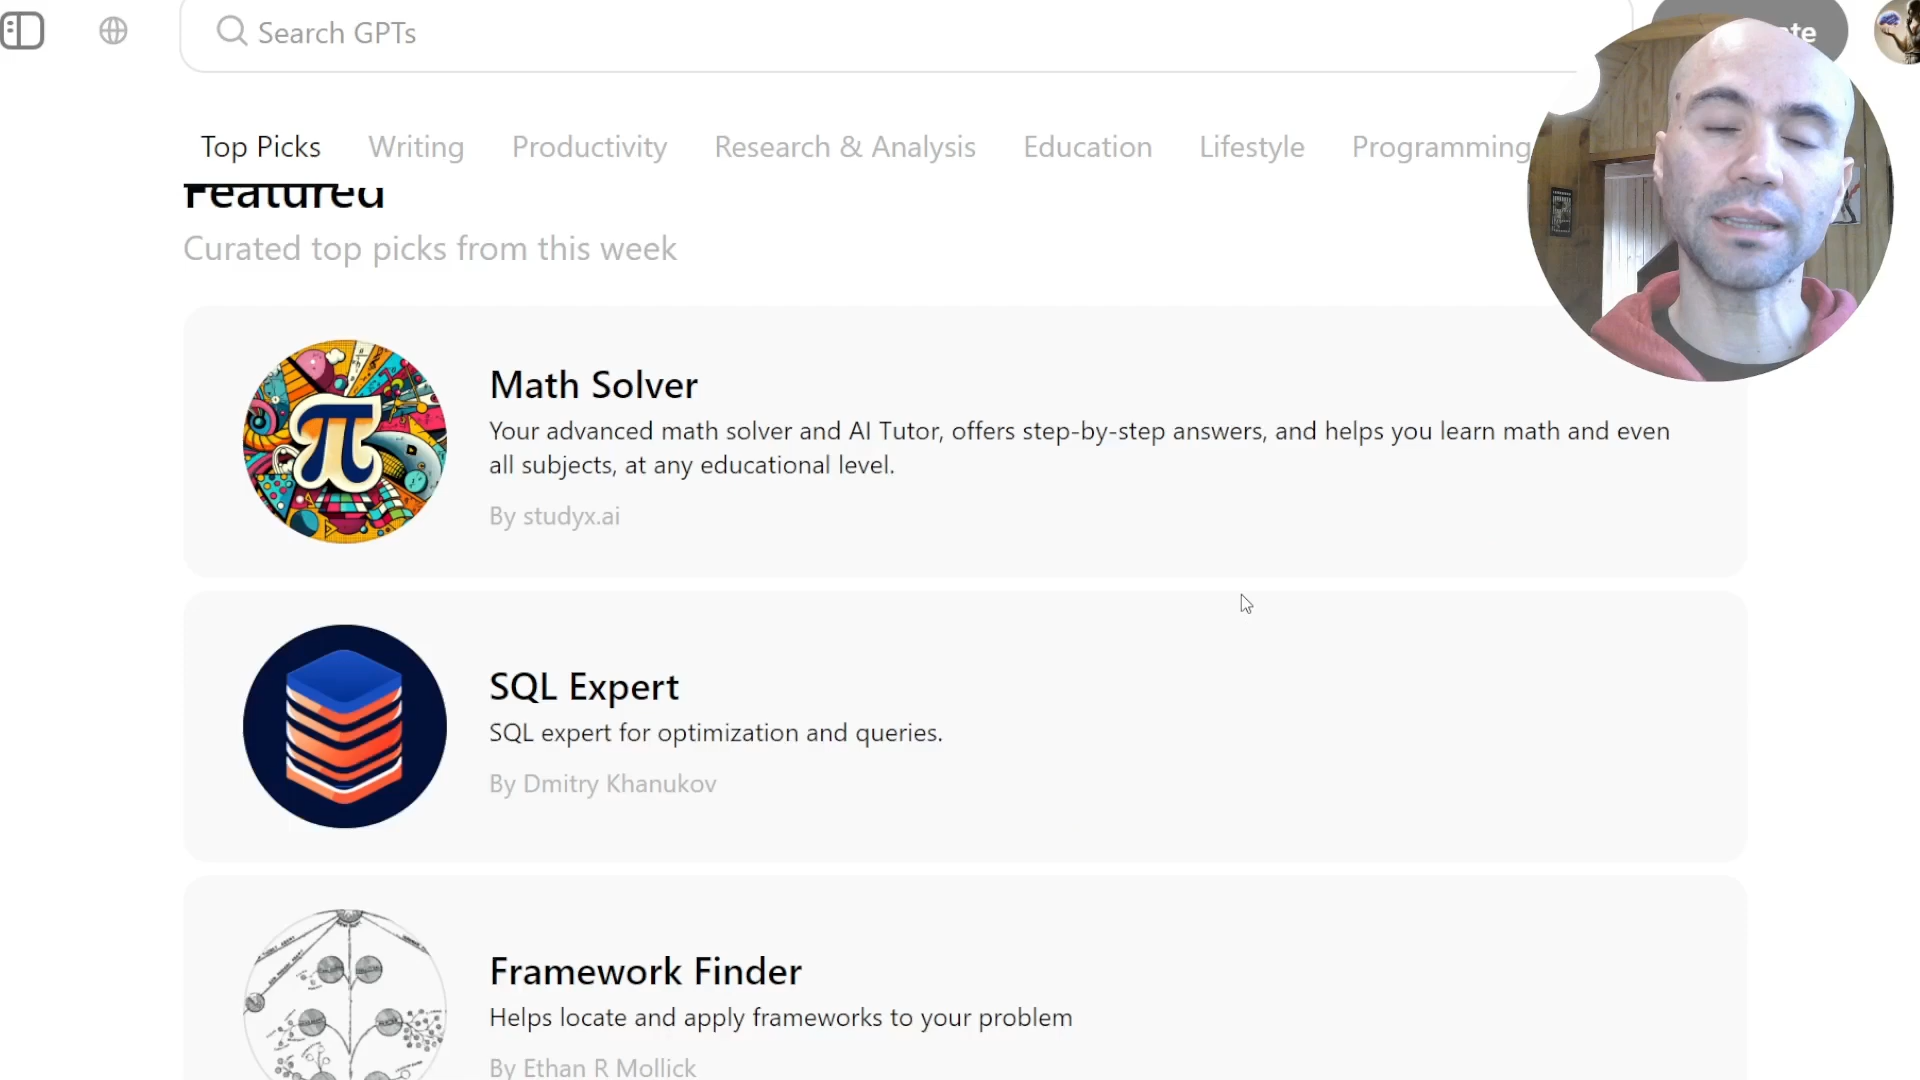 Search GPTs
te
Top Picks
Writing
Productivity
Research & Analysis
Education
Lifestyle
Programming
Featured
Curated top picks from this week
Math Solver
Your advanced math solver and AI Tutor, offers step-by-step answers, and helps you learn math and even
all subjects, at any educational level.
By studyx.ai
SQL Expert
SQL expert for optimization and queries.
By Dmitry Khanukov
Framework Finder
Helps locate and apply frameworks to your problem
By Ethan R Mollick